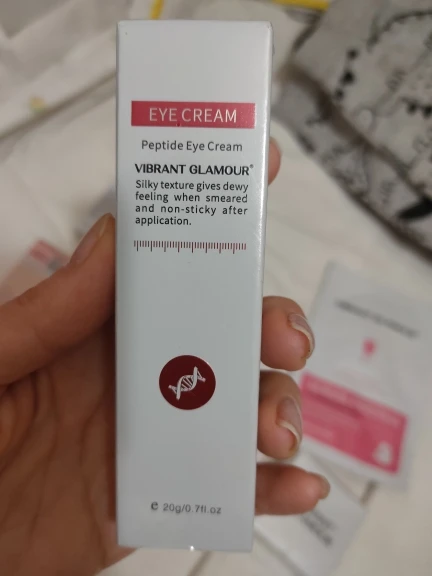 EYE CREAM
Peptide Eye Cream
VIBRANT GLAMOUR®
Silky texture gives dewy
feeling when smeared
and non-sticky after
application.
e 20g/0.7fl.oz